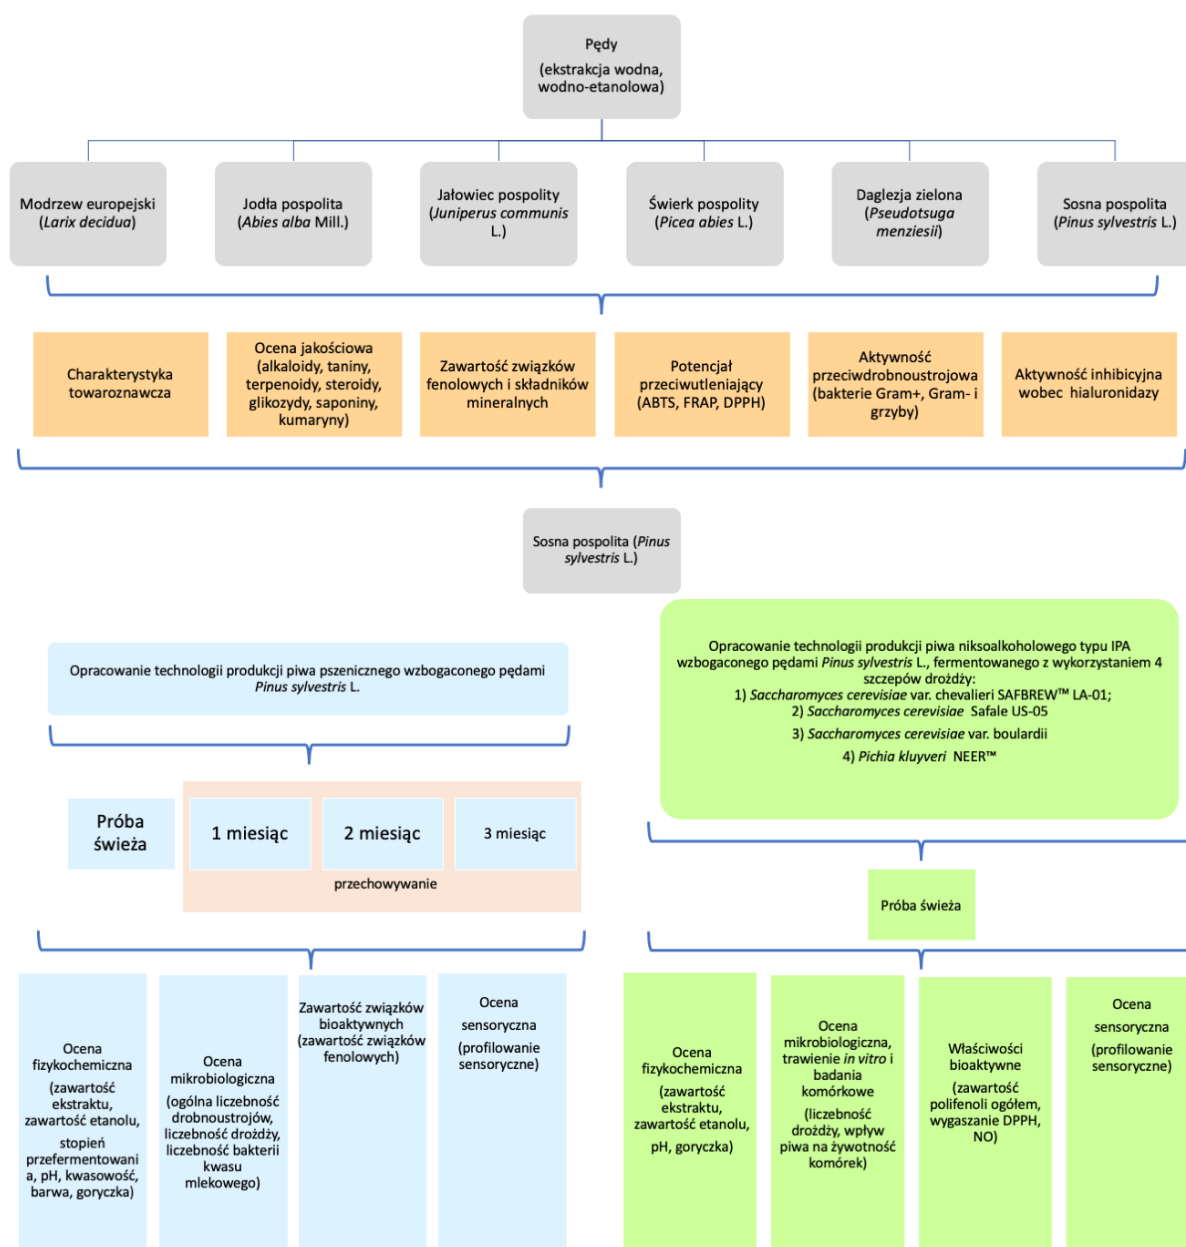 Pędy
(ekstrakcja wodna,
wodno-etanolowa)
Modrzew europejski
(Larix decidua)
Jodła pospolita
(Abies alba Mill.)
Jałowiec pospolity
(Juniperus communis
L.)
Świerk pospolity
(Picea abies L.)
Daglezja zielona
(Pseudotsuga
menziesii)
Sosna pospolita
(Pinus sylvestris L.)
Charakterystyka
towaroznawcza
Ocena jakościowa
(alkaloidy, taniny,
terpenoidy, steroidy,
glikozydy, saponiny,
kumaryny)
Zawartość związków
fenolowych i składników
mineralnych
Potencjał
przeciwutleniający
(ABTS, FRAP, DPPH)
Aktywność
przeciwdrobnoustrojowa
(bakterie Gram+, Gram- i
grzyby)
Aktywność inhibicyjna
wobec hialuronidazy
Sosna pospolita (Pinus
sylvestris L.)
Opracowanie technologii produkcji piwa pszenicznego wzbogaconego pędami
Pinus sylvestris L.
Próba
świeża
1 miesiąc
2 miesiąc
3 miesiąc
przechowywanie
Ocena
fizykochemiczna
(zawartość
ekstraktu,
zawartość etanolu,
stopień
przefermentowani
a, pH, kwasowość,
barwa, goryczka)
Ocena
mikrobiologiczna
(ogólna liczebność
drobnoustrojów,
liczebność drożdży,
liczebność bakterii
kwasu
mlekowego)
Zawartość związków
bioaktywnych
(zawartość związków
fenolowych)
Ocena
sensoryczna
(profilowanie
sensoryczne)
Opracowanie technologii produkcji piwa niksoalkoholowego typu IPA
wzbogaconego pędami Pinus sylvestris L., fermentowanego z wykorzystaniem 4
szczepów drożdży:
1) Saccharomyces cerevisiae var. chevalieri SAFBREW™ LA-01;
2) Saccharomyces cerevisiae Safale US-05
3) Saccharomyces cerevisiae var. boulardii
4) Pichia kluyveri NEER™
Próba świeża
Ocena
fizykochemiczna
(zawartość
ekstraktu,
zawartość etanolu,
pH, goryczka)
Ocena
mikrobiologiczna,
trawienie in vitro i
badania
komórkowe
(liczebność
drożdży, wpływ
piwa na żywotność
komórek)
Właściwości
bioaktywne
(zawartość
polifenoli ogółem,
wygaszanie DPPH,
NO)
Ocena
sensoryczna
(profilowanie
sensoryczne)